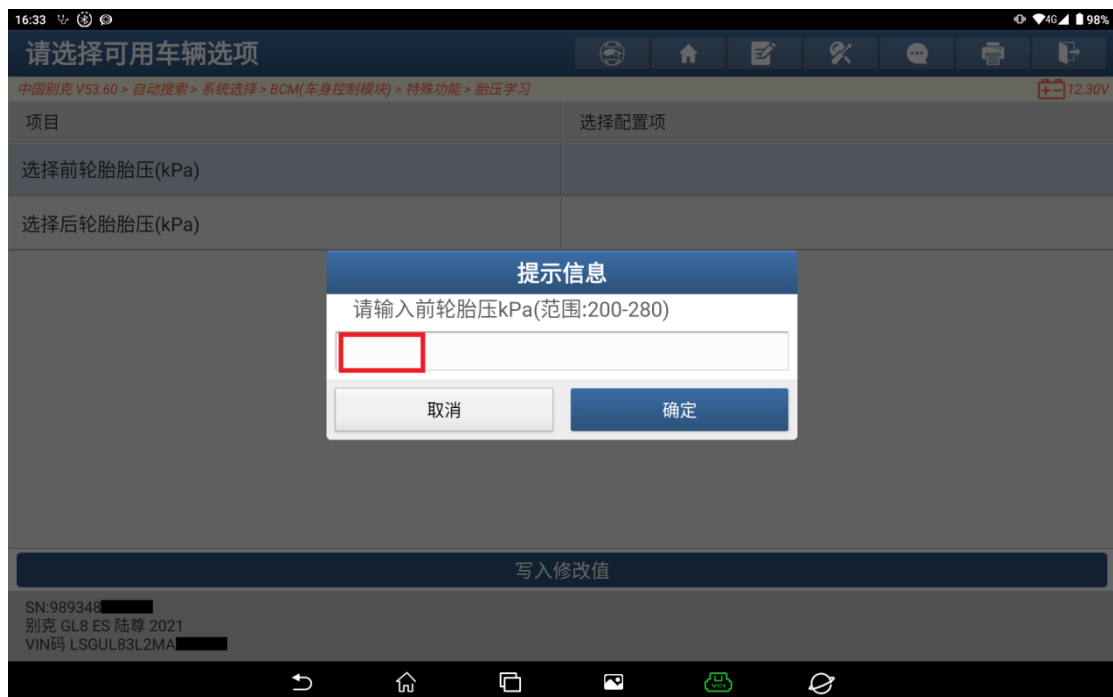 16:33
4G 98%
请选择可用车辆选项
中国别克 V53.60 > 自动搜索 > 系统选择 > BCM(车身控制模块) > 特殊功能 > 胎压学习
12.30V
项目
选择配置项
选择前轮胎胎压(kPa)
选择后轮胎胎压(kPa)
提示信息
请输入前轮胎压kPa(范围:200-280)
取消
确定
写入修改值
SN:989348
别克 GL8 ES 陆尊 2021
VIN码 LSGUL83L2MA
VCI